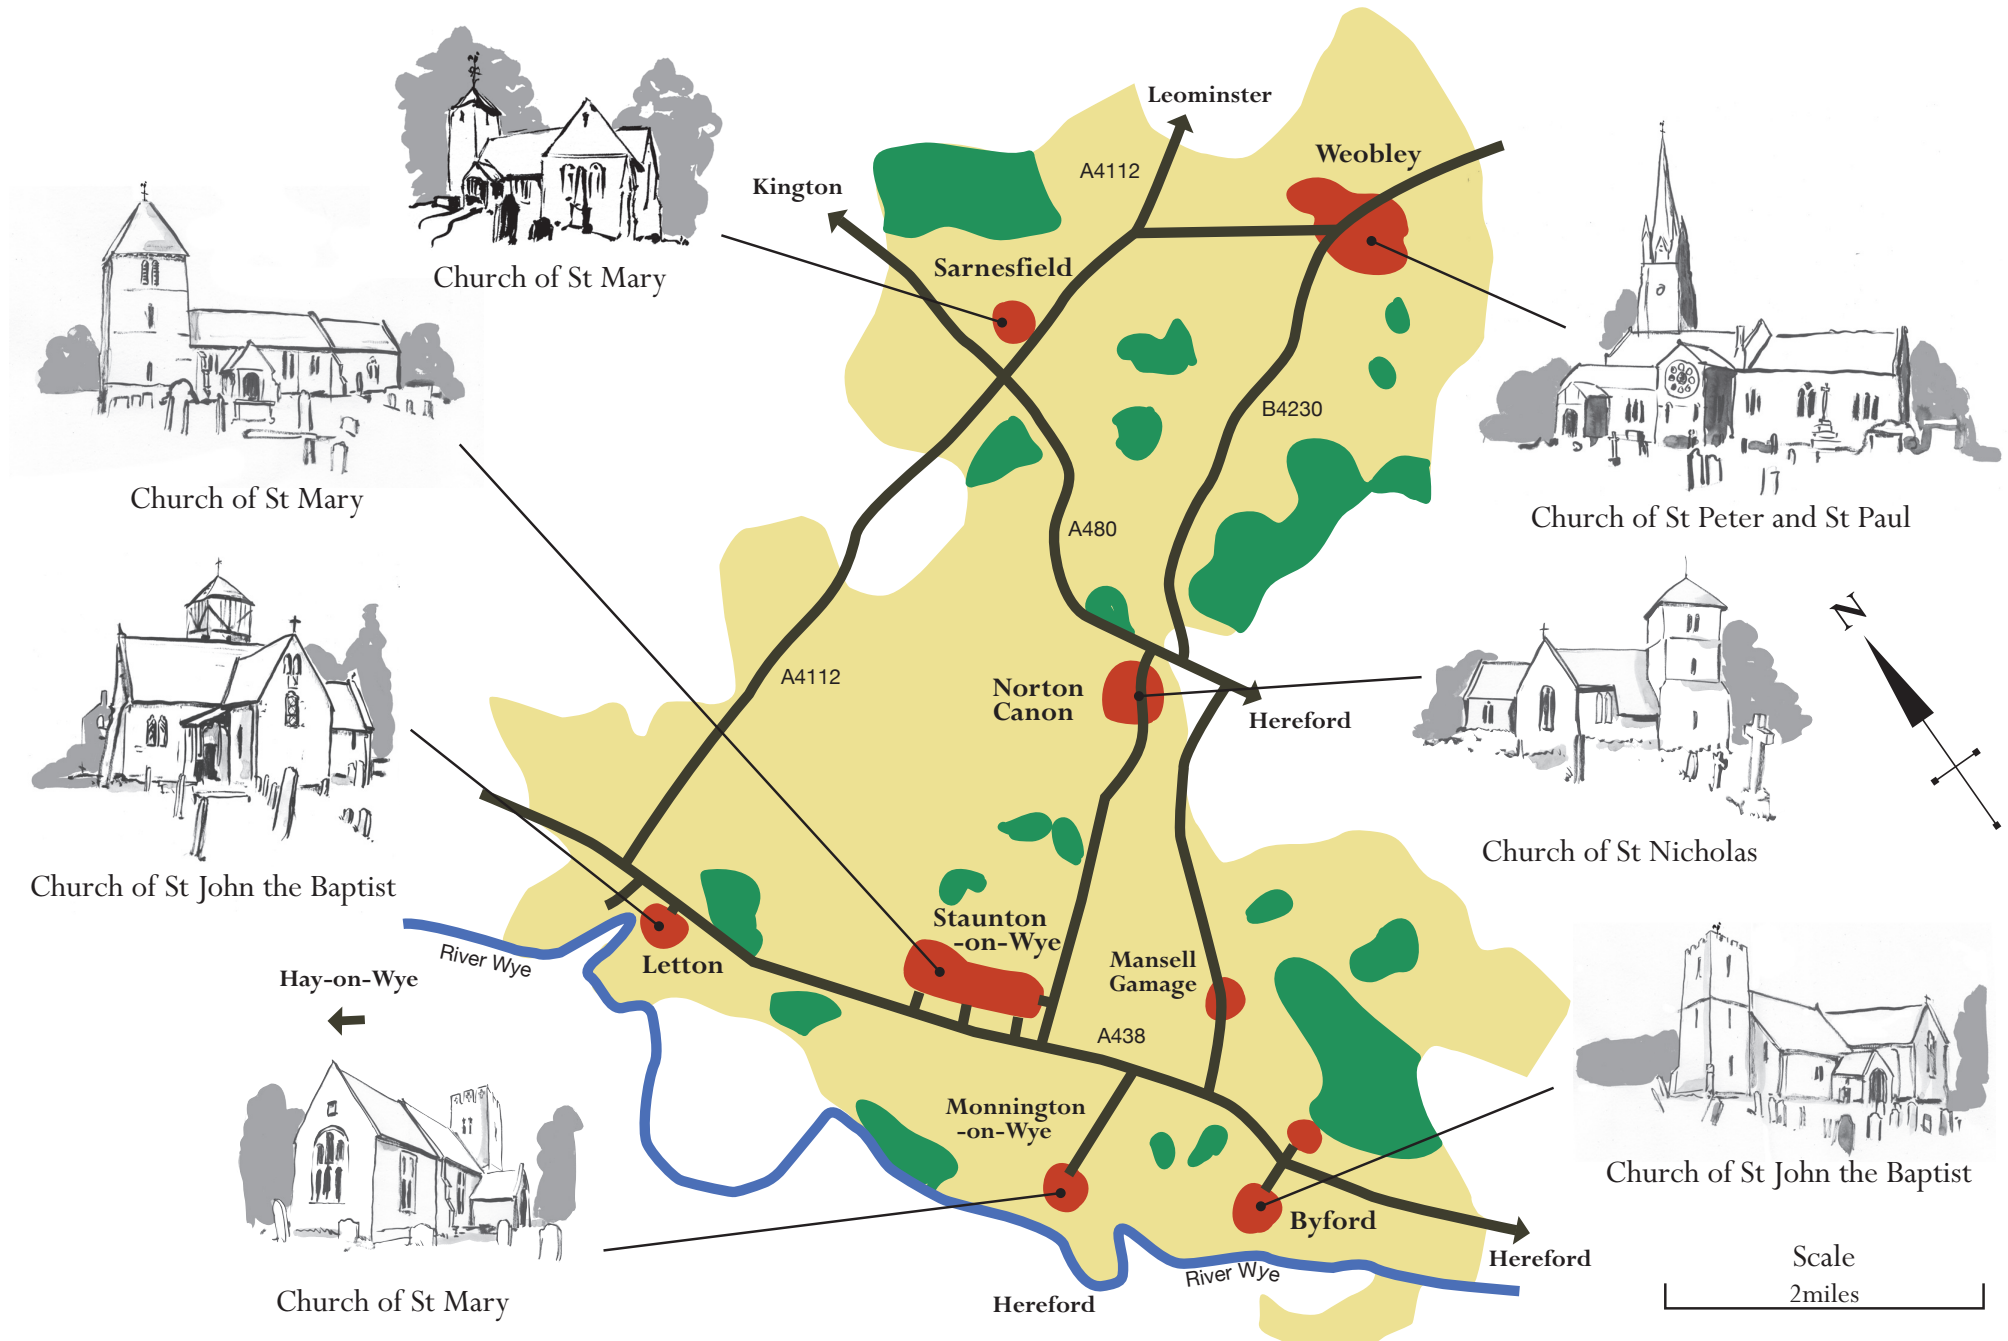 Leominster
Weobley
A4112
Kington
Sarnesfield
Church of St Mary
B4230
Church of St Mary
Church of St Peter and St Paul
A480
N
A4112
Norton
Canon
Hereford
Church of St Nicholas
Church of St John the Baptist
Staunton
-on-Wye
River Wye
Letton
Mansell
Gamage
Hay-on-Wye
A438
Monnington
-on-Wye
Church of St John the Baptist
Byford
Hereford
Scale
River Wye
2miles
Church of St Mary
Hereford